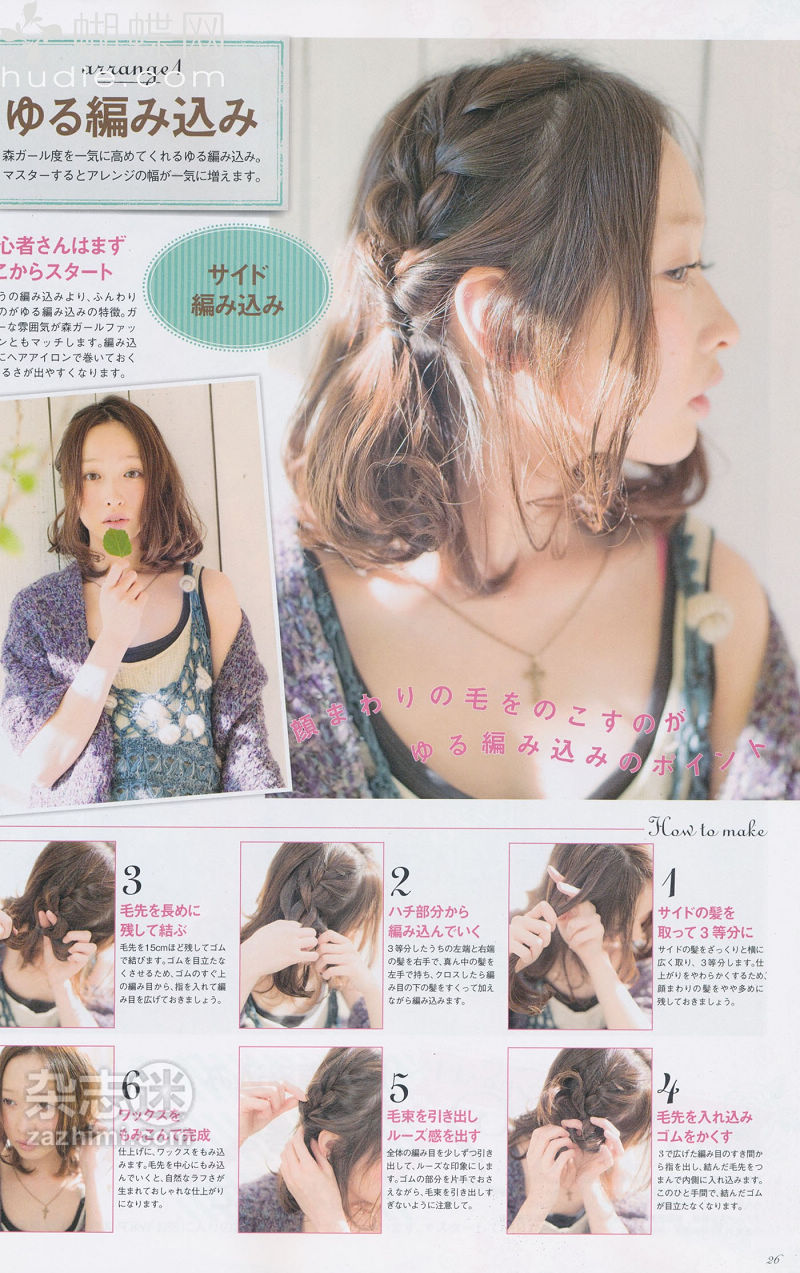 蝴蝶网
hudie.com
arrange1
ゆる編み込み
森ガール度を一気に高めてくれるゆる編み込み。
マスターするとアレンジの幅が一気に増えます。
心者さんはまず
こからスタート
うの編み込みより、ふんわり
のがゆる編み込みの特徴。ガ
ーな雰囲気が森ガールファッ
ンともマッチします。編み込
にヘアアイロンで巻いておく
るさが出やすくなります。
サイド
編み込み
顔まわりの毛をのこすのが
ゆる編み込みのポイント
How to make
1
サイドの髪を
取って3等分に
サイドの髪をざっくりと横に
広く取り、3等分します。仕
上がりをやわらかくするため、
顔まわりの髪をやや多めに
残しておきましょう。
2
ハチ部分から
編み込んでいく
3等分したうちの左端と右端
の髪を右手で、真ん中の髪を
左手で持ち、クロスしたら編
み目の下の髪をすくって加え
ながら編み込みます。
3
毛先を長めに
残して結ぶ
毛先を15cmほど残してゴム
で結びます。ゴムを目立たな
くさせるため、ゴムのすぐ上
の編み目から、指を入れて編
み目を広げておきましょう。
4
毛先を入れ込み
ゴムをかくす
3で広げた編み目のすき間から
指を出し、結んだ毛先をつ
まんで内側に入れ込みます。
このひと手間で、結んだゴム
が目立たなくなります。
5
毛束を引き出し
ルーズ感を出す
全体の編み目を少しずつ引き
出して、ルーズな印象にしま
す。ゴムの部分を片手でおさ
えながら、毛束を引き出しす
ぎないように注意して。
6
ワックスを
もみこんで完成
仕上げに、ワックスをもみ込
みます。毛先を中心にもみ込
んでいくと、自然なラフさが
生まれておしゃれな仕上がり
になります。
杂志谜
zazhimi.com
26